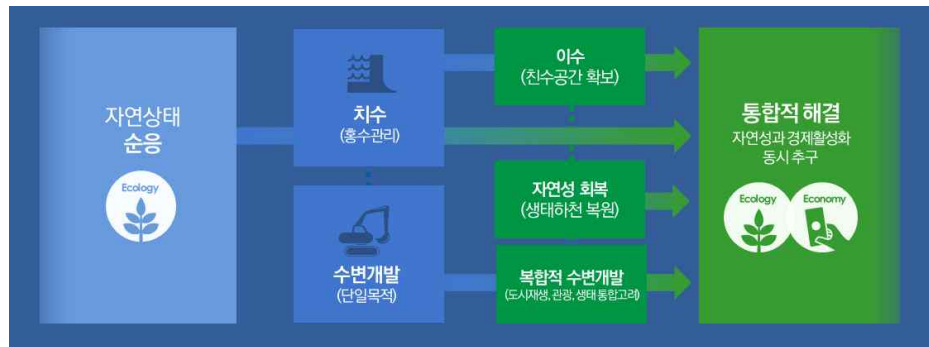 자연상태
순응
Ecology
치수
(홍수관리)
수변개발
(단일목적)
이수
(친수공간 확보)
자연성 회복
(생태하천 복원)
복합적 수변개발
(도시재생, 관광, 생태 통합고려)
통합적 해결
자연성과 경제활성화
동시 추구
Ecology
Economy